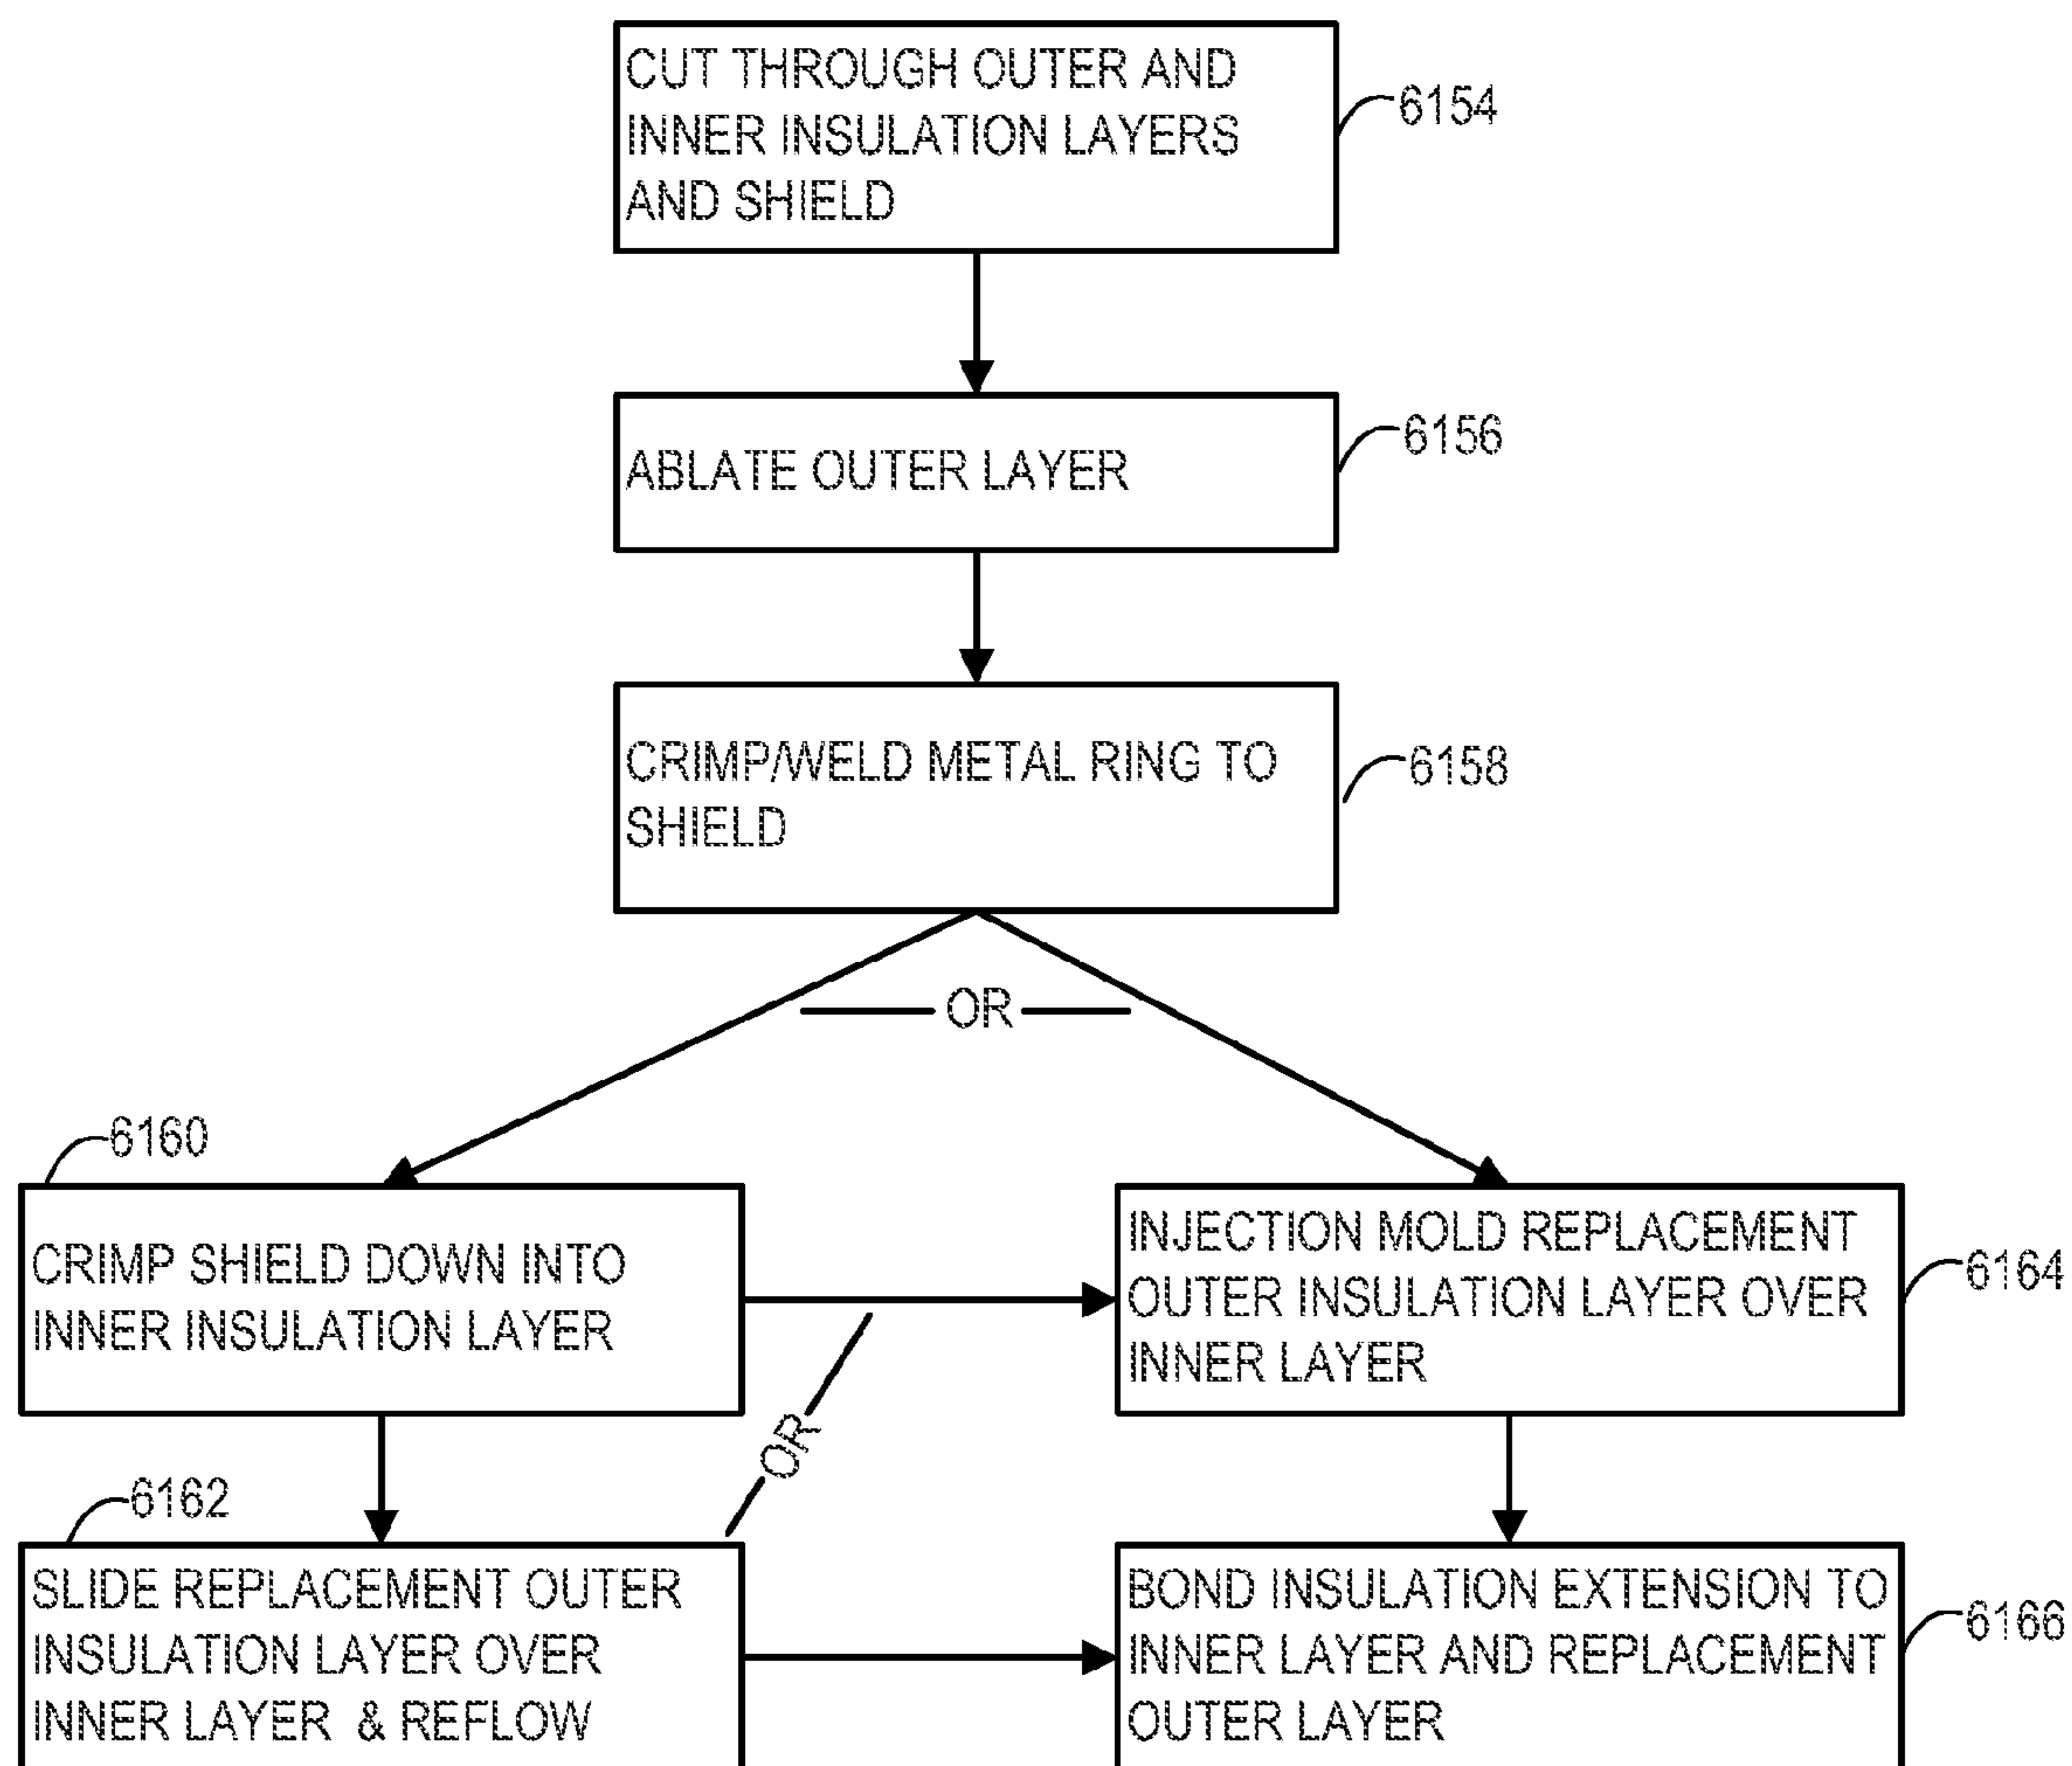 CUT THROUGH OUTER AND
INNER INSULATION LAYERS
AND SHIELD
6154
ABLATE OUTER LAYER
6156
CRIMP/WELD METAL RING TO
SHIELD
6158
OR
6160
CRIMP SHIELD DOWN INTO
INNER INSULATION LAYER
INJECTION MOLD REPLACEMENT
OUTER INSULATION LAYER OVER
INNER LAYER
6164
OR
6162
SLIDE REPLACEMENT OUTER
INSULATION LAYER OVER
INNER LAYER & REFLOW
BOND INSULATION EXTENSION TO
INNER LAYER AND REPLACEMENT
OUTER LAYER
6166